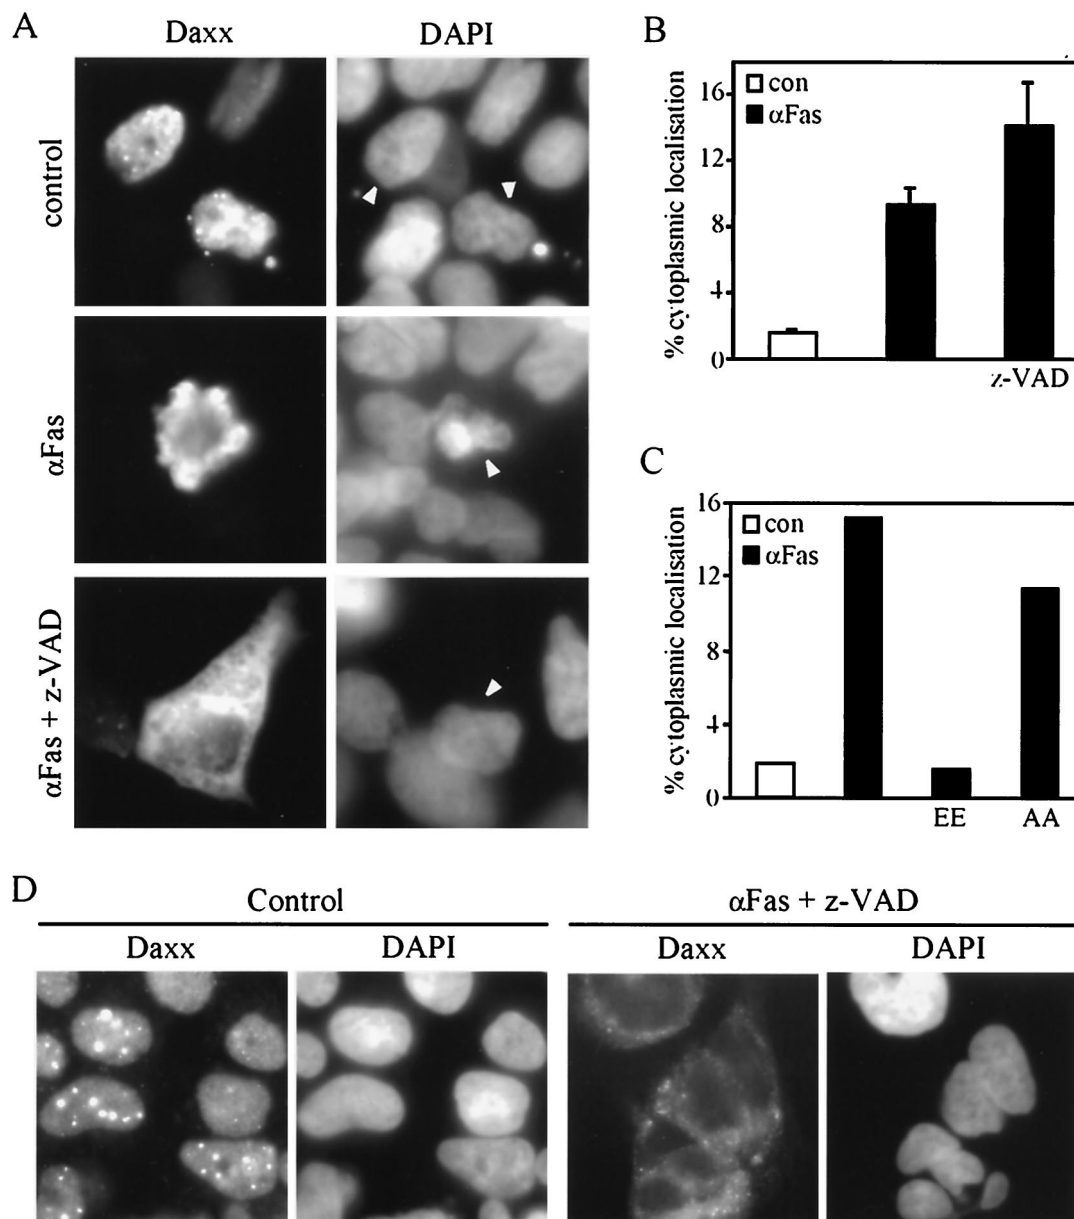 A
Daxx
DAPI
control
αFas
αFas + z-VAD
B
% cytoplasmic localisation
16
12
8
4
0
con
αFas
z-VAD
C
% cytoplasmic localisation
16
12
8
4
0
con
αFas
EE
AA
D
Control
αFas + z-VAD
Daxx
DAPI
Daxx
DAPI